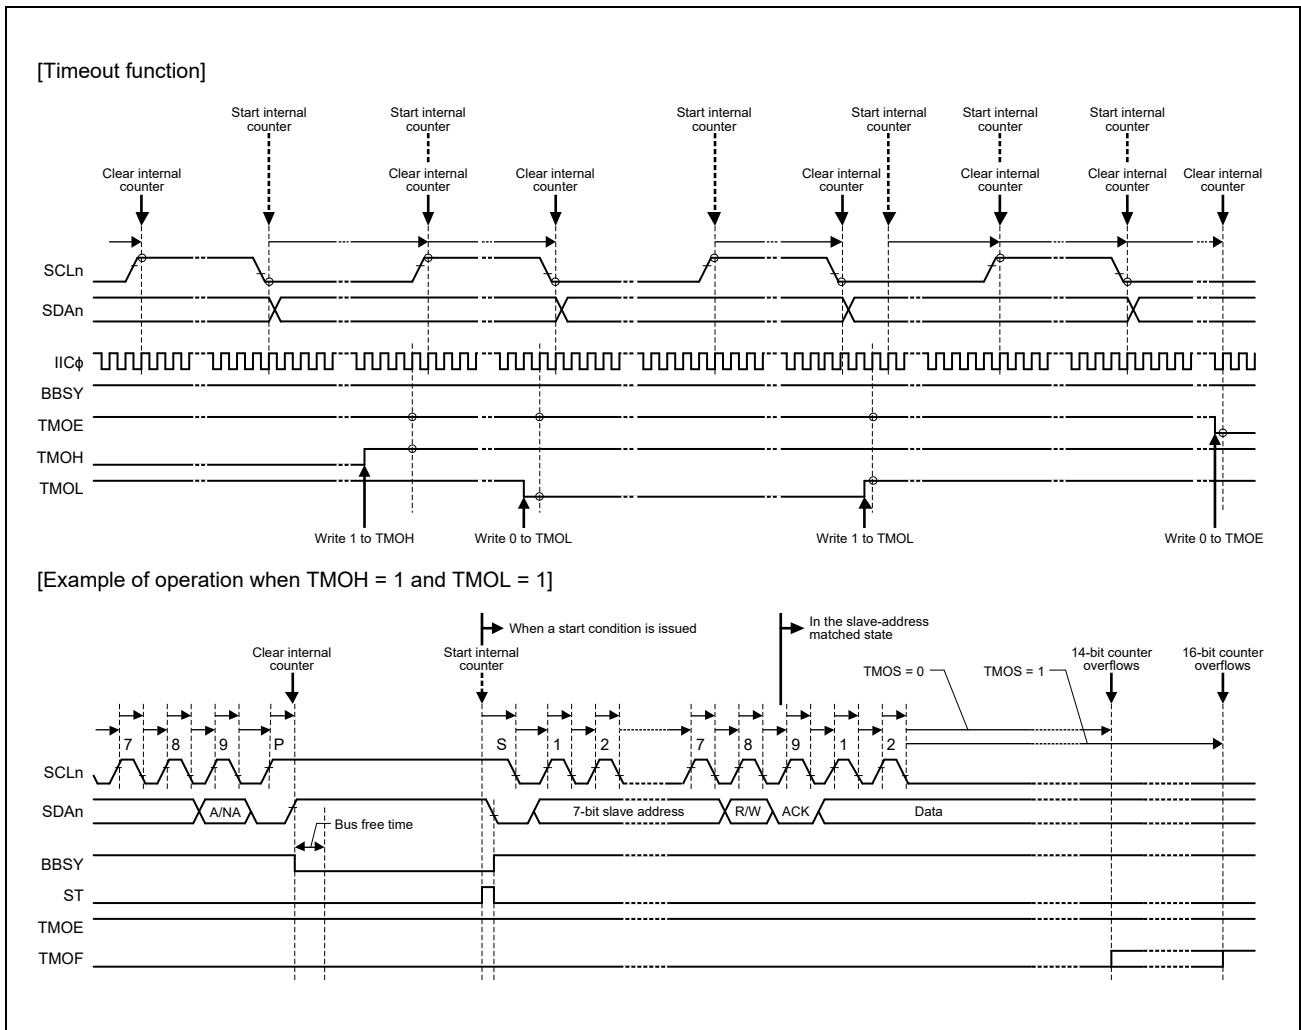 [Timeout function]
Start internal
counter
Start internal
counter
Start internal
counter
Start internal
counter
Start internal
counter
Start internal
counter
Clear internal
counter
Clear internal
counter
Clear internal
counter
Clear internal
counter
Clear internal
counter
Clear internal
counter
Clear internal
counter
SCLn
SDAn
IICϕ
BBSY
TMOE
TMOH
TMOL
Write 1 to TMOH
Write 0 to TMOL
Write 1 to TMOL
Write 0 to TMOE
[Example of operation when TMOH = 1 and TMOL = 1]
When a start condition is issued
In the slave-address
matched state
Clear internal
counter
Start internal
counter
14-bit counter
overflows
16-bit counter
overflows
TMOS = 0
TMOS = 1
7 8 9 P S 1 2 7 8 9 1 2
SCLn
SDAn
A/NA
7-bit slave address
R/W
ACK
Data
Bus free time
BBSY
ST
TMOE
TMOF